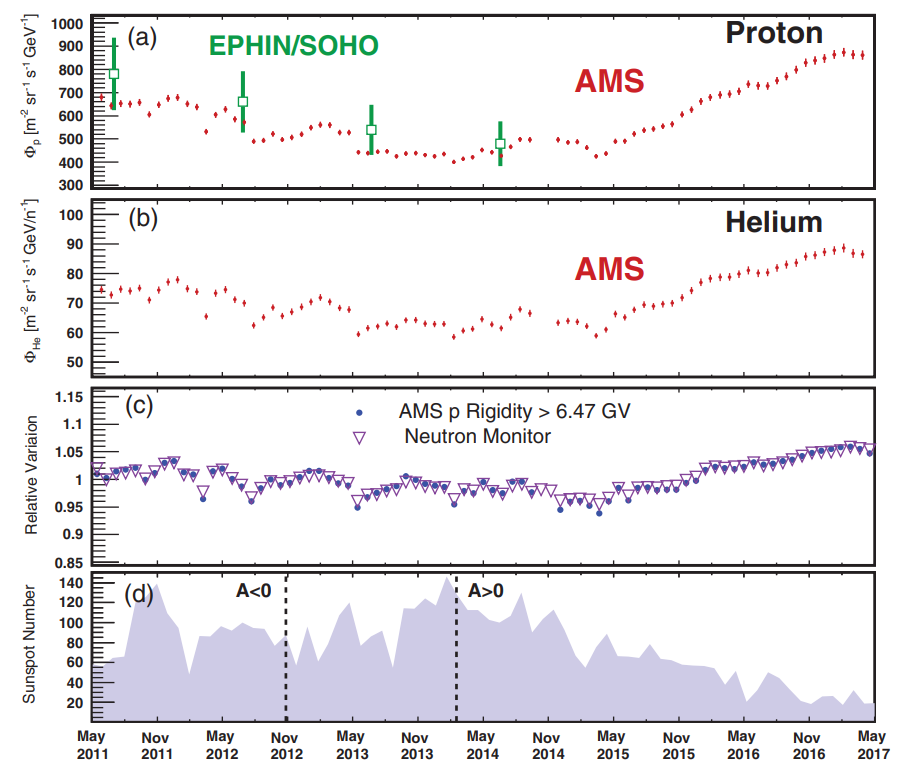 1000
900
800
700
600
500
400
300
Φp [m-2 sr-1 s-1 GeV-1]
(a)
EPHIN/SOHO
Proton
AMS
100
90
80
70
60
50
ΦHe [m-2 sr-1 s-1 GeV/n-1]
(b)
Helium
AMS
1.15
1.1
1.05
1
0.95
0.9
0.85
Relative Variaion
(c)
AMS p Rigidity > 6.47 GV
Neutron Monitor
140
120
100
80
60
40
20
Sunspot Number
(d)
A<0
A>0
May Nov May Nov May Nov May Nov May Nov May Nov May
2011 2011 2012 2012 2013 2013 2014 2014 2015 2015 2016 2016 2017